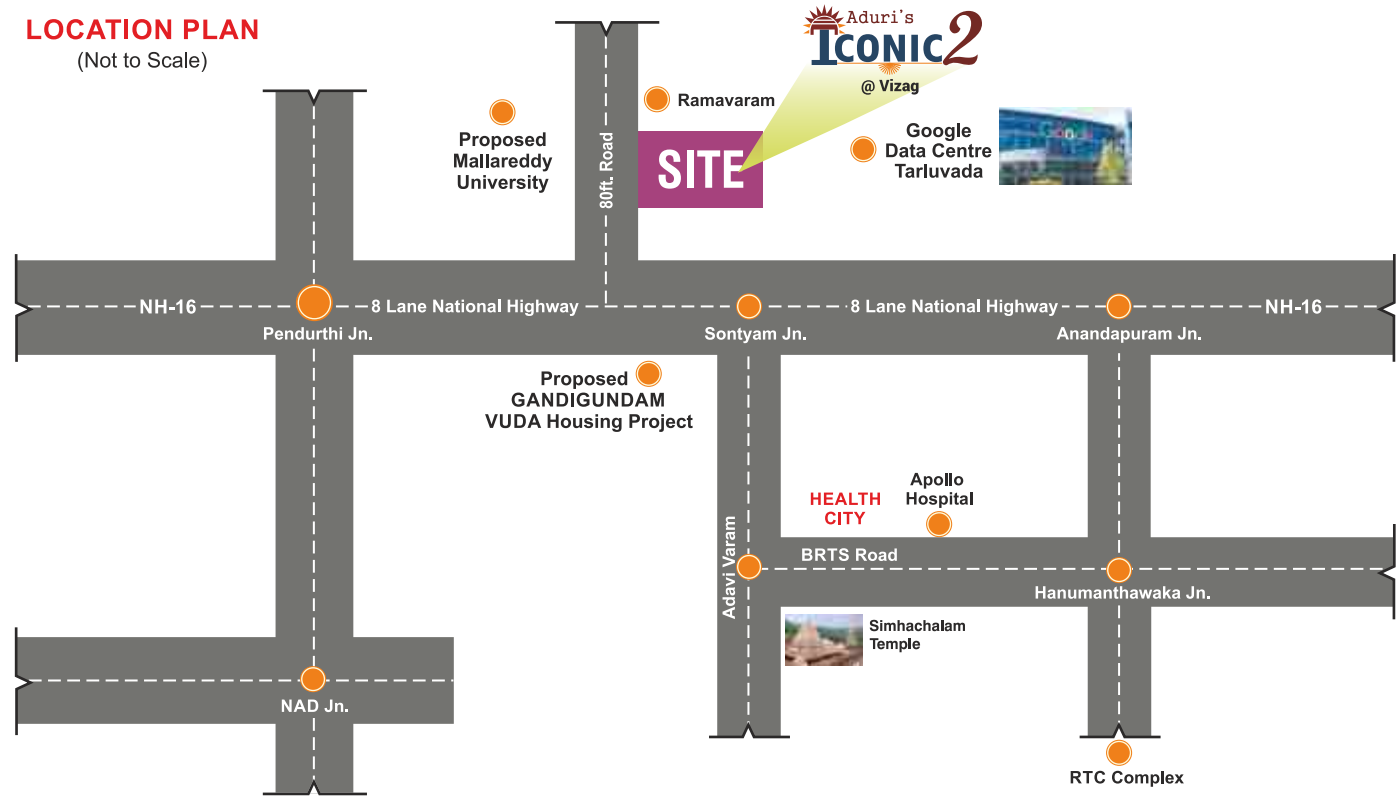 LOCATION PLAN
(Not to Scale)
Aduri's
ICONIC 2
@ Vizag
Ramavaram
Proposed
Mallareddy
University
80ft. Road
SITE
Google
Data Centre
Tarluvada
Google
NH-16
8 Lane National Highway
8 Lane National Highway
NH-16
Pendurthi Jn.
Sontyam Jn.
Anandapuram Jn.
Proposed
GANDIGUNDAM
VUDA Housing Project
Adavi Varam
HEALTH
CITY
Apollo
Hospital
BRTS Road
Hanumanthawaka Jn.
Simhachalam
Temple
NAD Jn.
RTC Complex